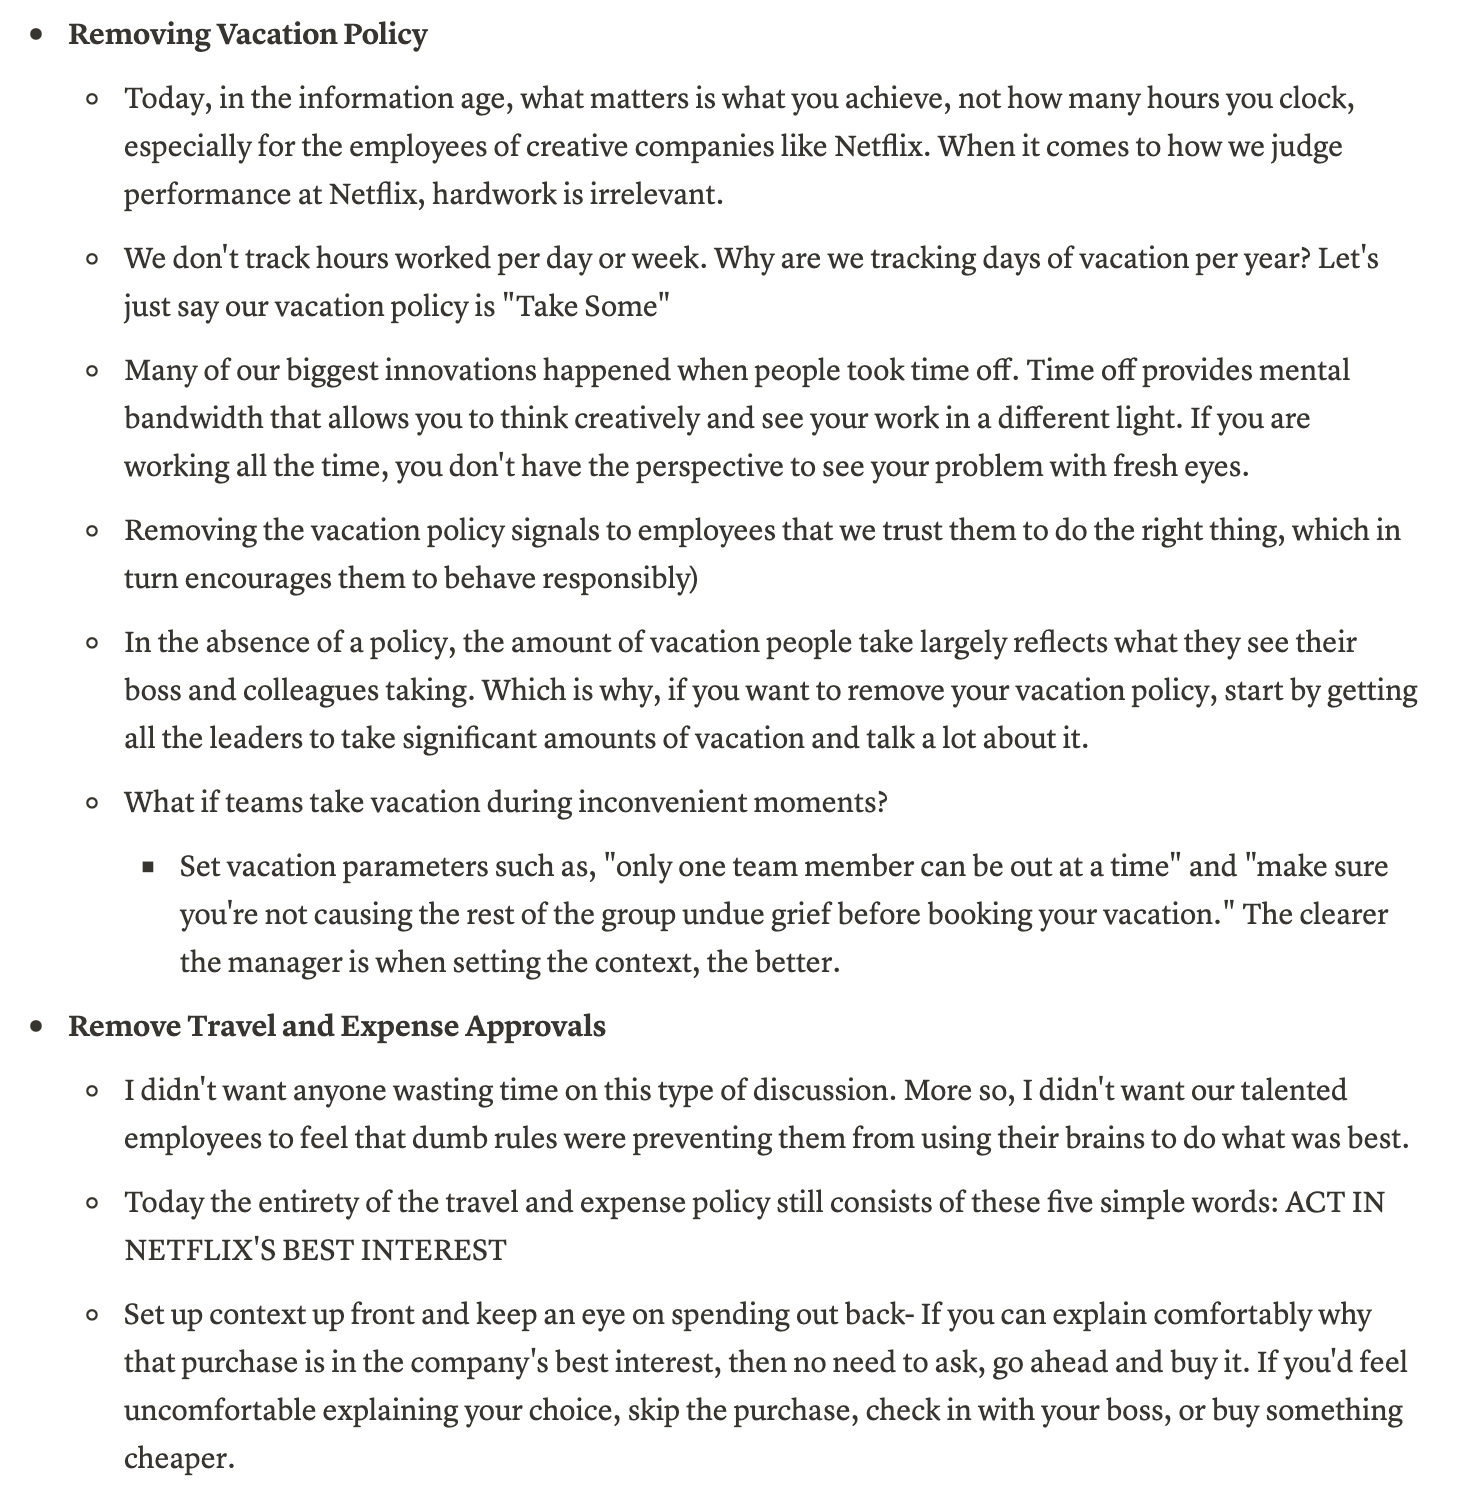 • Removing Vacation Policy
◦ Today, in the information age, what matters is what you achieve, not how many hours you clock,
especially for the employees of creative companies like Netflix. When it comes to how we judge
performance at Netflix, hardwork is irrelevant.
◦ We don't track hours worked per day or week. Why are we tracking days of vacation per year? Let's
just say our vacation policy is "Take Some"
◦ Many of our biggest innovations happened when people took time off. Time off provides mental
bandwidth that allows you to think creatively and see your work in a different light. If you are
working all the time, you don't have the perspective to see your problem with fresh eyes.
◦ Removing the vacation policy signals to employees that we trust them to do the right thing, which in
turn encourages them to behave responsibly)
◦ In the absence of a policy, the amount of vacation people take largely reflects what they see their
boss and colleagues taking. Which is why, if you want to remove your vacation policy, start by getting
all the leaders to take significant amounts of vacation and talk a lot about it.
◦ What if teams take vacation during inconvenient moments?
▪ Set vacation parameters such as, "only one team member can be out at a time" and "make sure
you're not causing the rest of the group undue grief before booking your vacation." The clearer
the manager is when setting the context, the better.
• Remove Travel and Expense Approvals
◦ I didn't want anyone wasting time on this type of discussion. More so, I didn't want our talented
employees to feel that dumb rules were preventing them from using their brains to do what was best.
◦ Today the entirety of the travel and expense policy still consists of these five simple words: ACT IN
NETFLIX'S BEST INTEREST
◦ Set up context up front and keep an eye on spending out back- If you can explain comfortably why
that purchase is in the company's best interest, then no need to ask, go ahead and buy it. If you'd feel
uncomfortable explaining your choice, skip the purchase, check in with your boss, or buy something
cheaper.